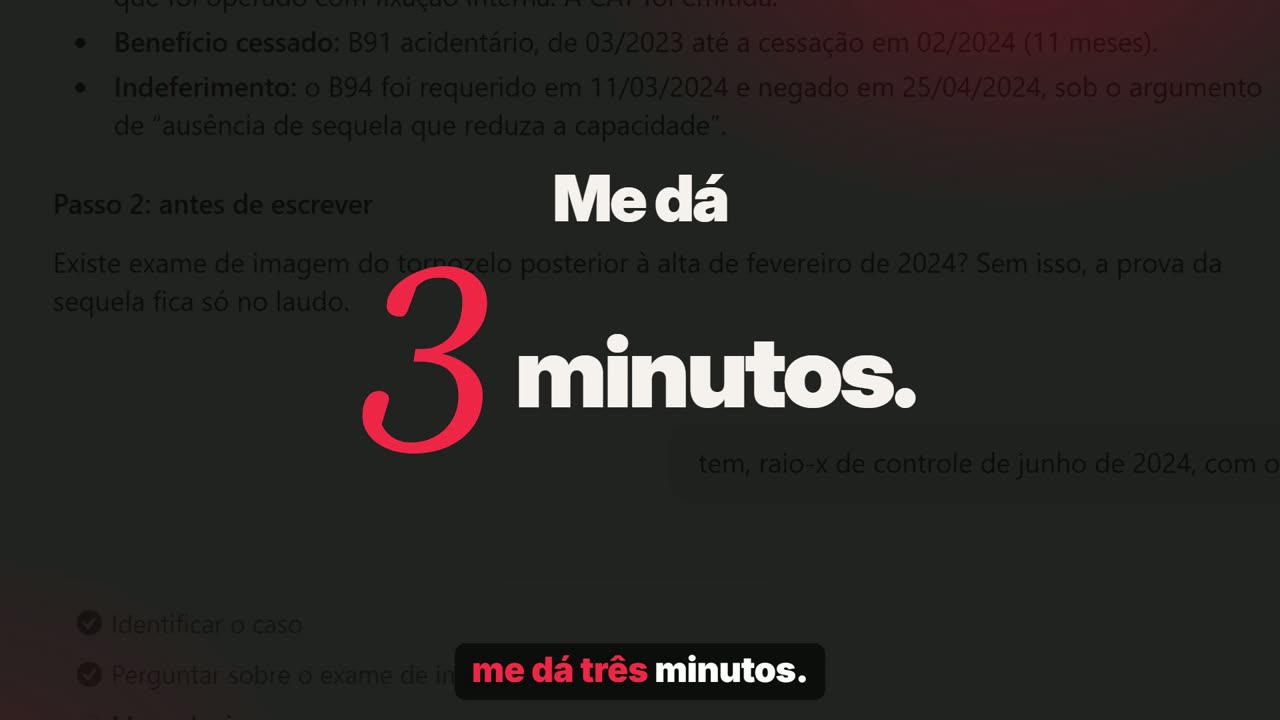 que foi operado com fixação interna. A CAT foi emitida.
• Benefício cessado: B91 acidentário, de 03/2023 até a cessação em 02/2024 (11 meses).
• Indeferimento: o B94 foi requerido em 11/03/2024 e negado em 25/04/2024, sob o argumento
de “ausência de sequela que reduza a capacidade”.
Me dá
Passo 2: antes de escrever
Existe exame de imagem do tornozelo posterior à alta de fevereiro de 2024? Sem isso, a prova da
sequela fica só no laudo.
3 minutos.
tem, raio-x de controle de junho de 2024, com o
Identificar o caso
Perguntar sobre o exame de
me dá três minutos.